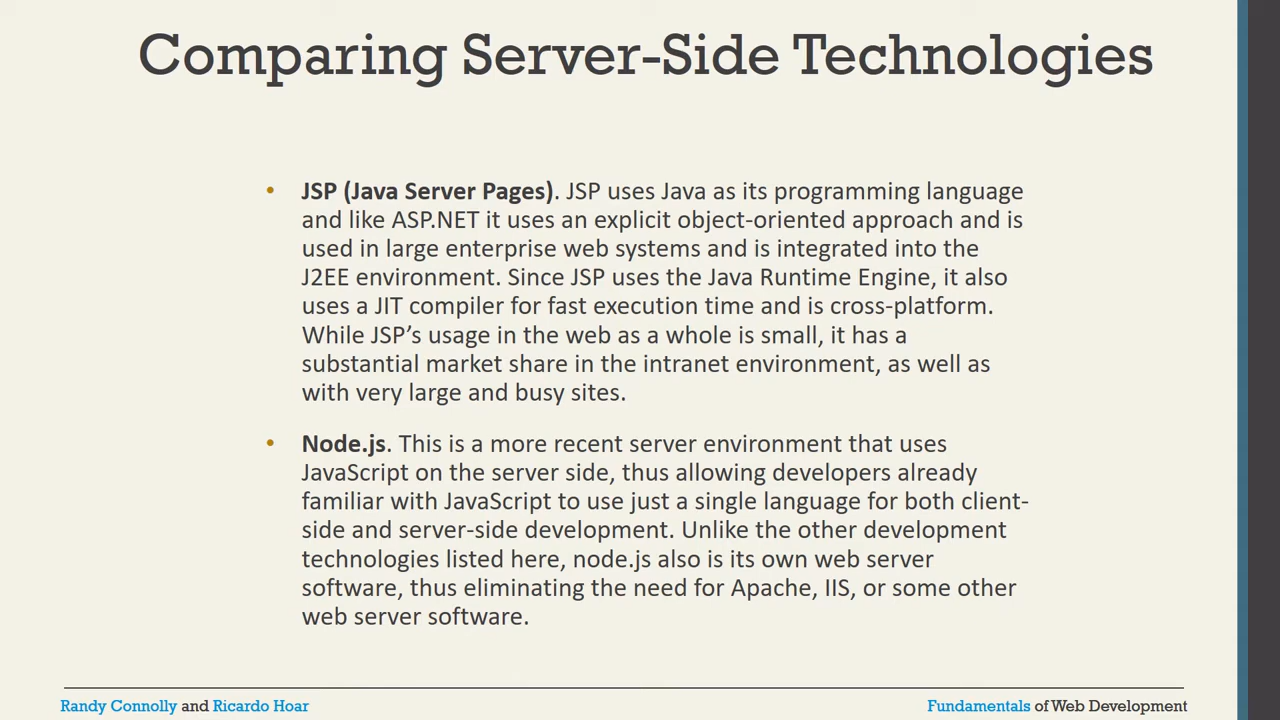 Comparing Server-Side Technologies
• JSP (Java Server Pages). JSP uses Java as its programming language
and like ASP.NET it uses an explicit object-oriented approach and is
used in large enterprise web systems and is integrated into the
J2EE environment. Since JSP uses the Java Runtime Engine, it also
uses a JIT compiler for fast execution time and is cross-platform.
While JSP’s usage in the web as a whole is small, it has a
substantial market share in the intranet environment, as well as
with very large and busy sites.
• Node.js. This is a more recent server environment that uses
JavaScript on the server side, thus allowing developers already
familiar with JavaScript to use just a single language for both client-
side and server-side development. Unlike the other development
technologies listed here, node.js also is its own web server
software, thus eliminating the need for Apache, IIS, or some other
web server software.
Randy Connolly and Ricardo Hoar
Fundamentals of Web Development